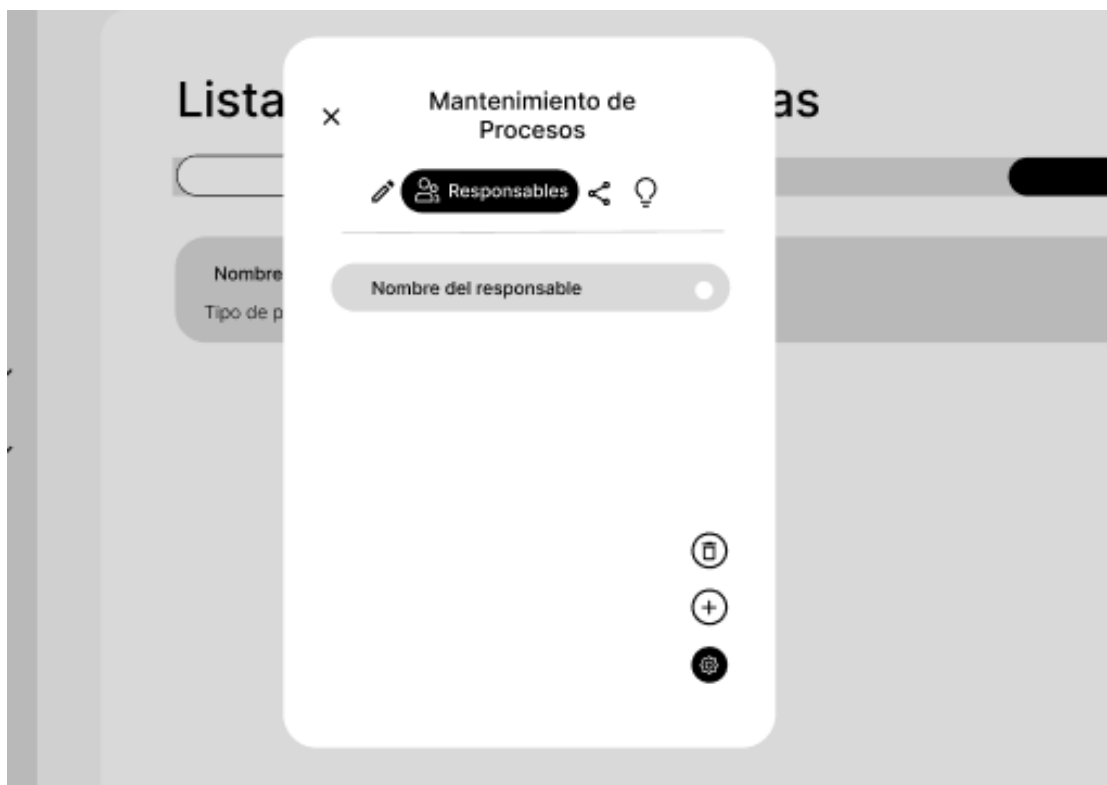 Lista
as
Mantenimiento de
Procesos
Responsables
Nombre
Tipo de p
Nombre del responsable